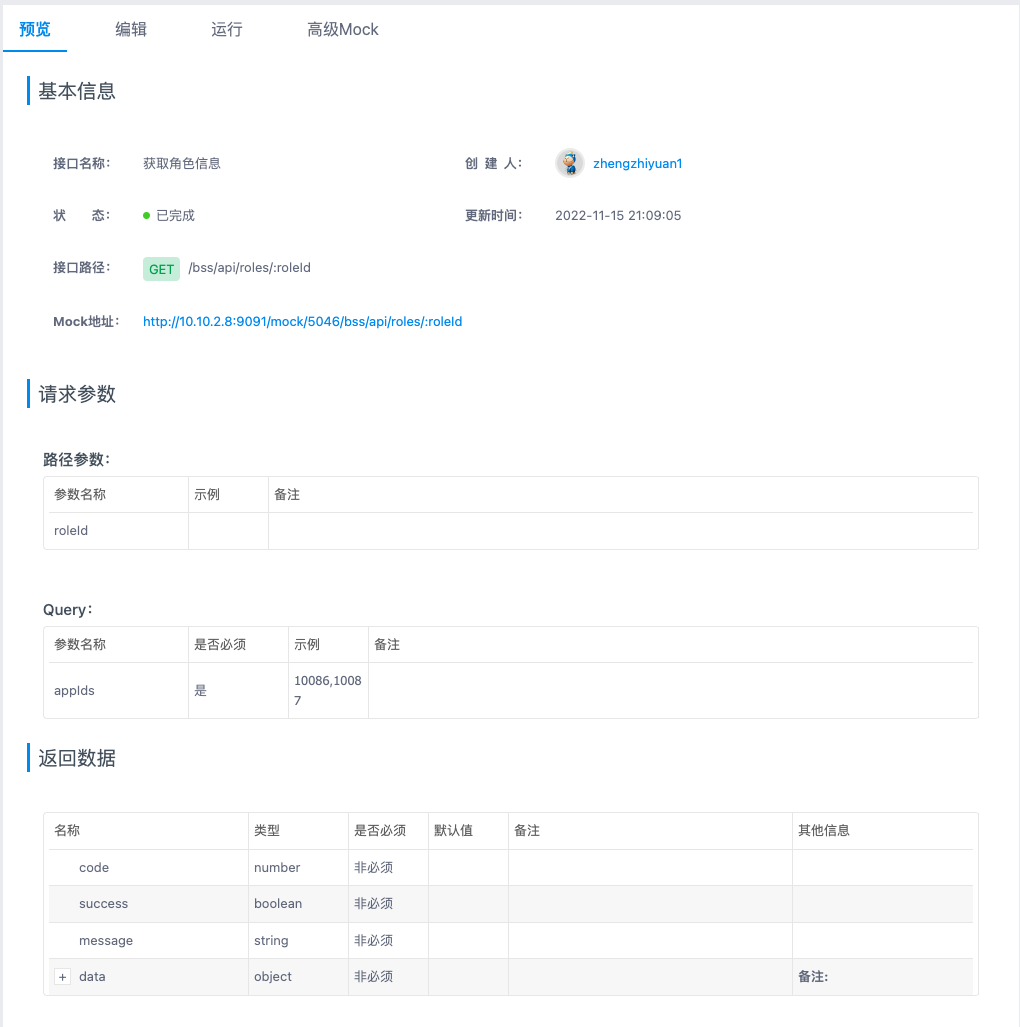 预览 编辑 运行 高级Mock
基本信息
接口名称： 获取角色信息 创 建 人： zhengzhiyuan1
状 态： 已完成 更新时间： 2022-11-15 21:09:05
接口路径： GET /bss/api/roles/:roleId
Mock地址： http://10.10.2.8:9091/mock/5046/bss/api/roles/:roleId
请求参数
路径参数：
参数名称 示例 备注
roleId
Query：
参数名称 是否必须 示例 备注
appIds 是 10086,1008
7
返回数据
名称 类型 是否必须 默认值 备注 其他信息
code number 非必须
success boolean 非必须
message string 非必须
+ data object 非必须 备注: